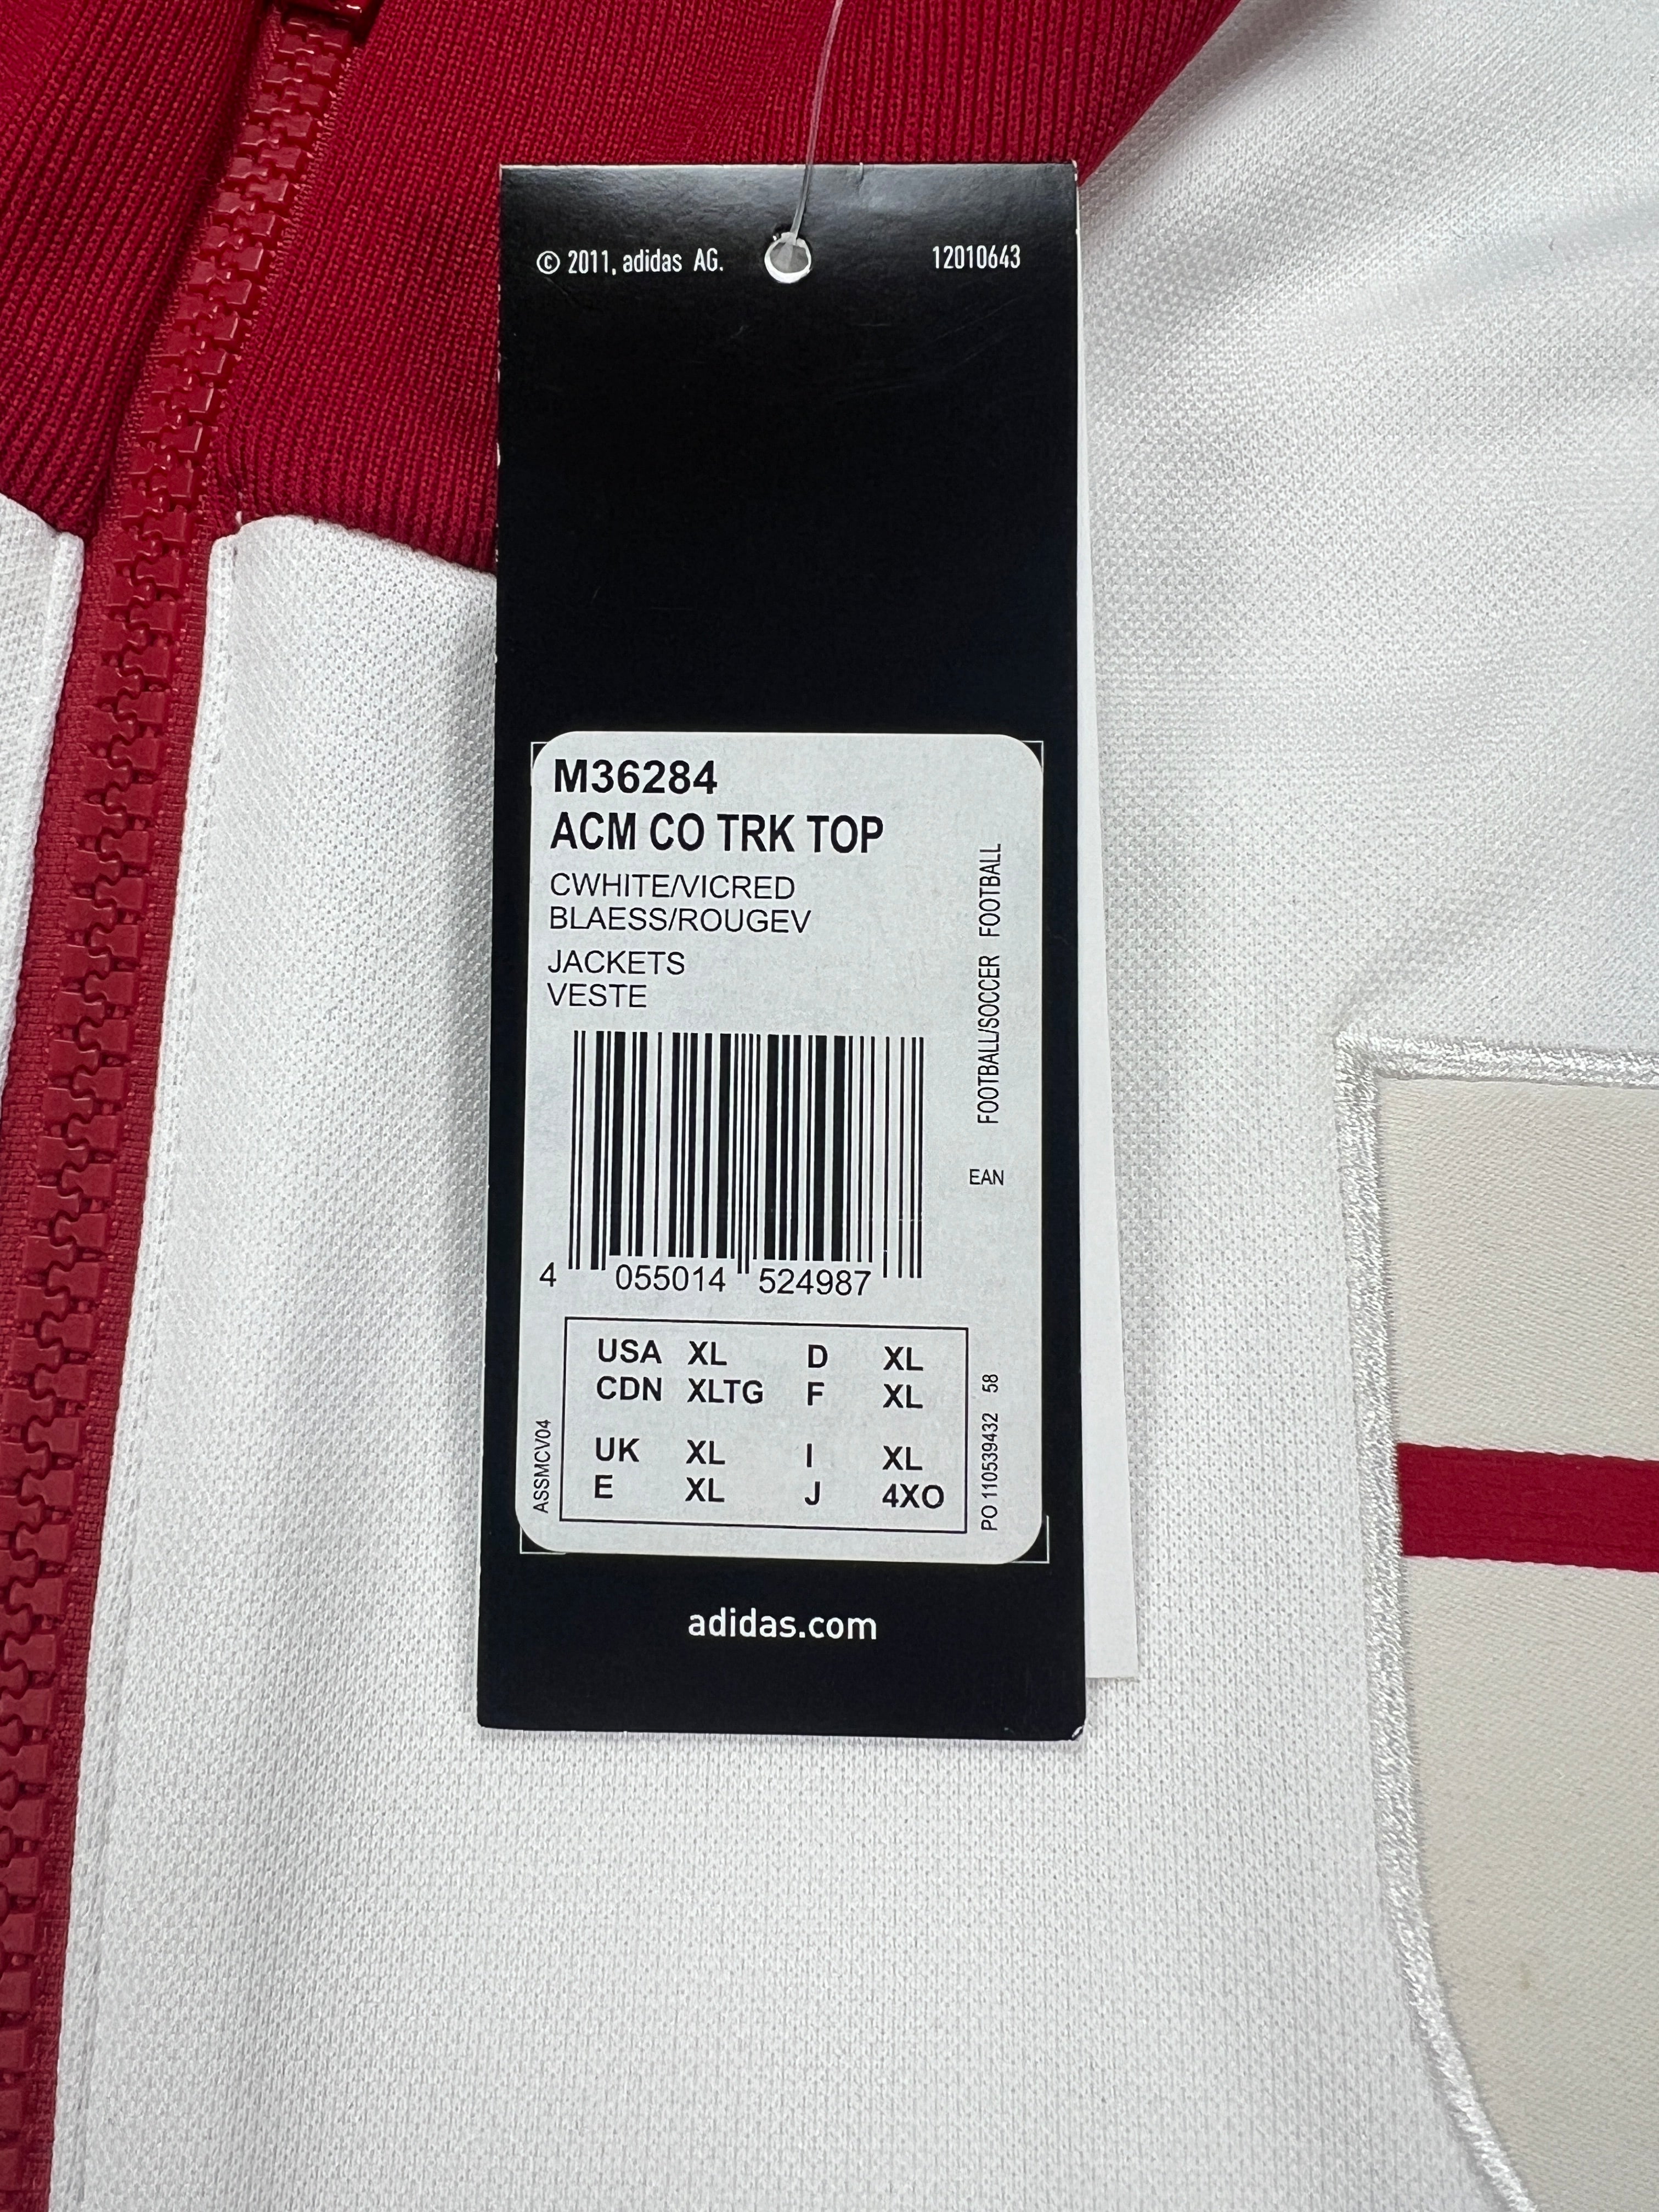 © 2011, adidas AG.
12010643
M36284
ACM CO TRK TOP
CWHITE/VICRED
BLAESS/ROUGEV
JACKETS
VESTE
FOOTBALL/SOCCER FOOTBALL
EAN
4 055014 524987
USA XL D XL
CDN XLTG F XL
UK XL I XL
E XL J 4XO
ASSMCV04
PO 110539432 58
adidas.com